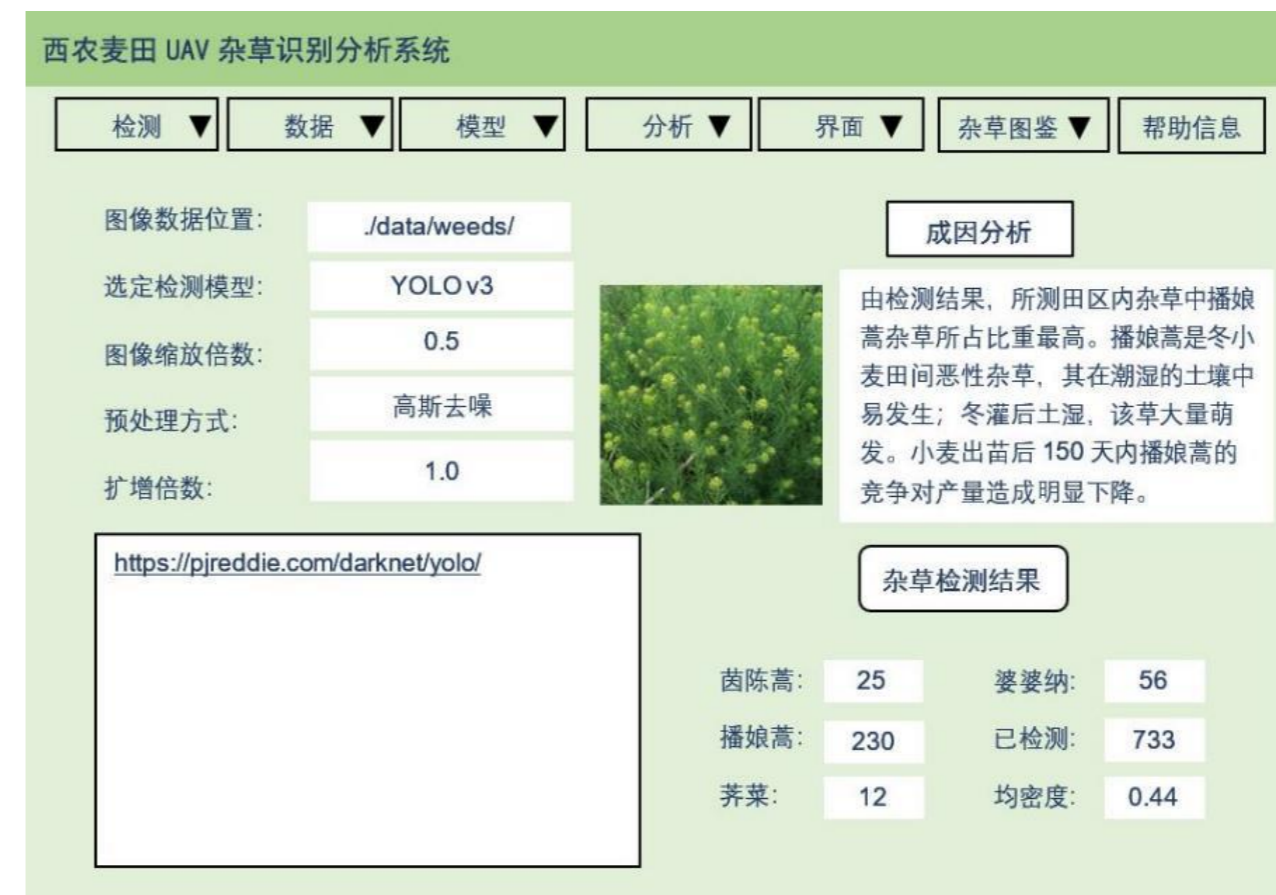 西农麦田 UAV 杂草识别分析系统
检测 ▼ 数据 ▼ 模型 ▼ 分析 ▼ 界面 ▼ 杂草图鉴 ▼ 帮助信息
图像数据位置: ./data/weeds/
选定检测模型: YOLO v3
图像缩放倍数: 0.5
预处理方式: 高斯去噪
扩增倍数: 1.0
成因分析
由检测结果，所测田区内杂草中播娘
蒿杂草所占比重最高。播娘蒿是冬小
麦田间恶性杂草，其在潮湿的土壤中
易发生；冬灌后土湿，该草大量萌
发。小麦出苗后 150 天内播娘蒿的
竞争对产量造成明显下降。
https://pjreddie.com/darknet/yolo/
杂草检测结果
茵陈蒿: 25 婆婆纳: 56
播娘蒿: 230 已检测: 733
荠菜: 12 均密度: 0.44